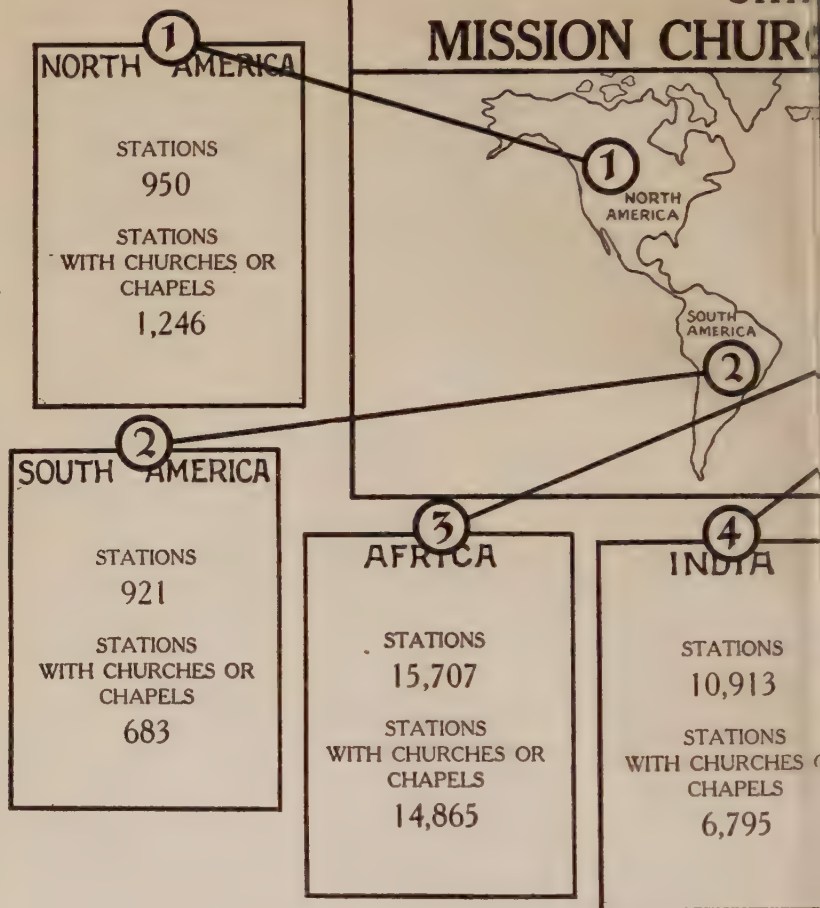 MISSION
1
NORTH AMERICA
STATIONS
950
STATIONS
WITH CHURCHES OR
CHAPELS
1,246
1
NORTH
AMERICA
SOUTH
AMERICA
2
2
SOUTH AMERICA
STATIONS
921
STATIONS
WITH CHURCHES OR
CHAPELS
683
3
AFRICA
STATIONS
15,707
STATIONS
WITH CHURCHES OR
CHAPELS
14,865
4
INDIA
STATIONS
10,913
STATIONS
WITH CHURCHES
CHAPELS
6,795